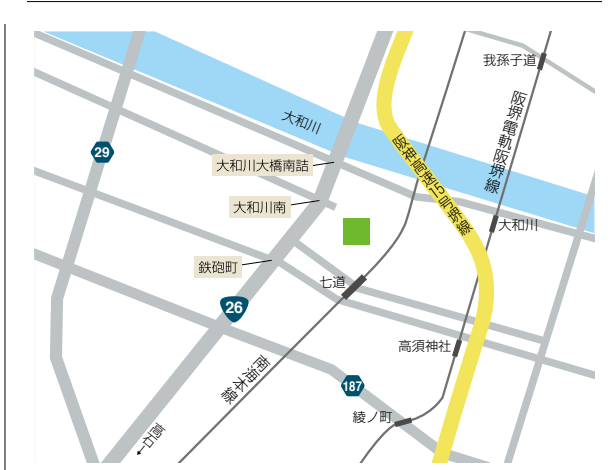 我孫子道
大和川
阪堺電軌阪堺線
29
阪神高速15号堺線
大和川大橋南詰
大和川南
大和川
鉄砲町
七道
26
高須神社
南海本線
187
綾ノ町
高石